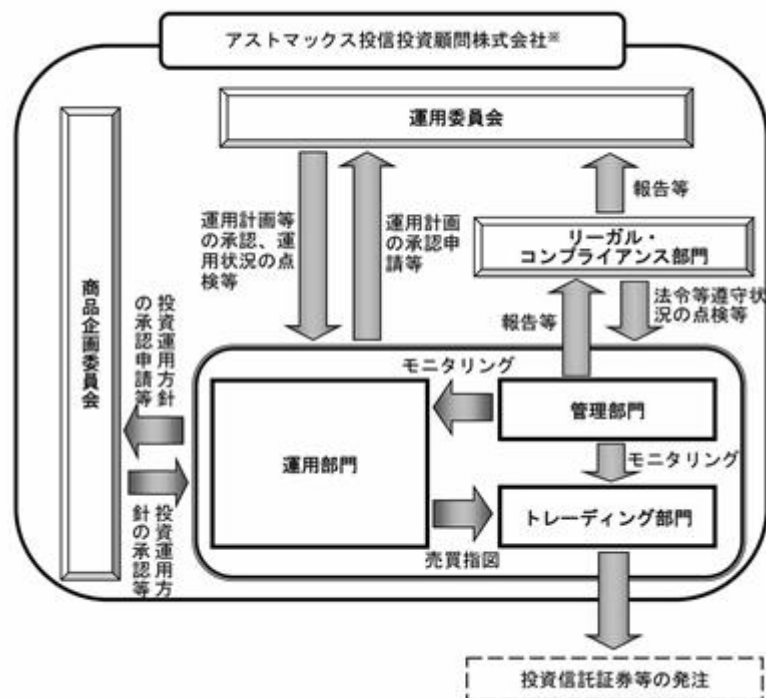 アストマックス投信投資顧問株式会社※
運用委員会
運用計画等
の承認、運
用状況の点
検等
運用計画
の承認申
請等
報告等
リーガル・
コンプライアンス部門
報告等
法令等遵守状
況の点検等
商品企画委員会
投資運用方針
の承認申請等
投資運用方
針の承認等
モニタリング
運用部門
管理部門
モニタリング
トレーディング部門
売買指図
投資信託証券等の発注